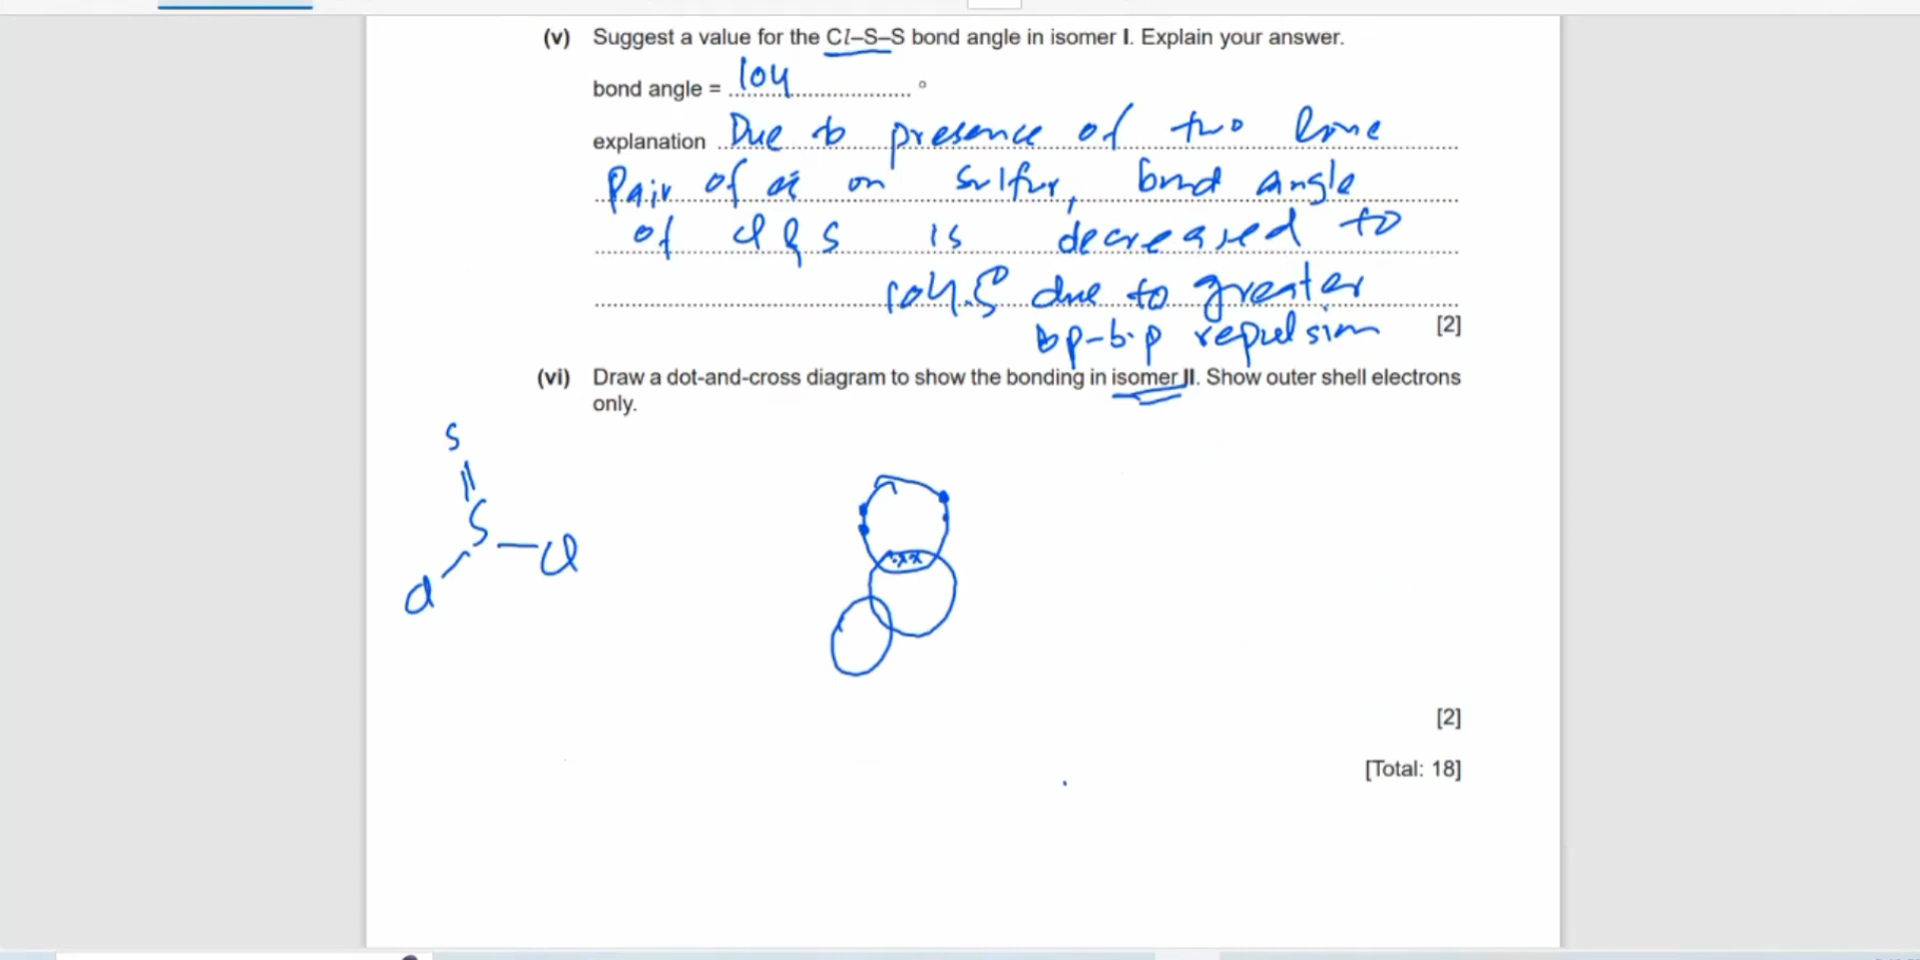 (v) Suggest a value for the Cl–S–S bond angle in isomer I. Explain your answer.
bond angle = 104 °
explanation Due to presence of two lone
Pair of on sulfur, bond angle
of Cl & S is decreased to
104.5° due to greater
bp-b.p repulsion [2]
(vi) Draw a dot-and-cross diagram to show the bonding in isomer II. Show outer shell electrons
only.
S
S
Cl
Cl
xx
[2]
[Total: 18]